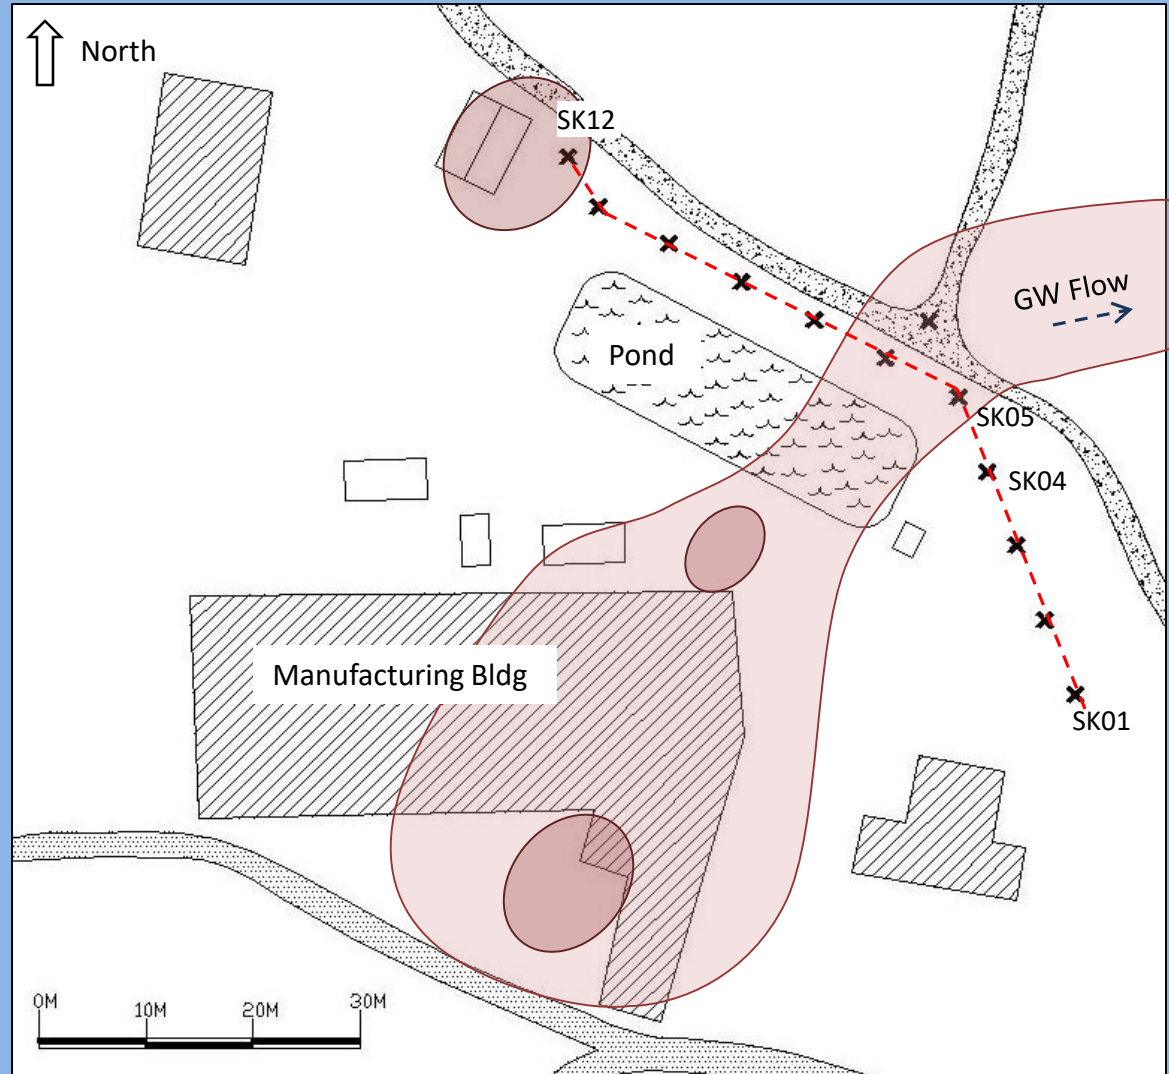 North
SK12
GW Flow
Pond
SK05
SK04
Manufacturing Bldg
SK01
0M
10M
20M
30M